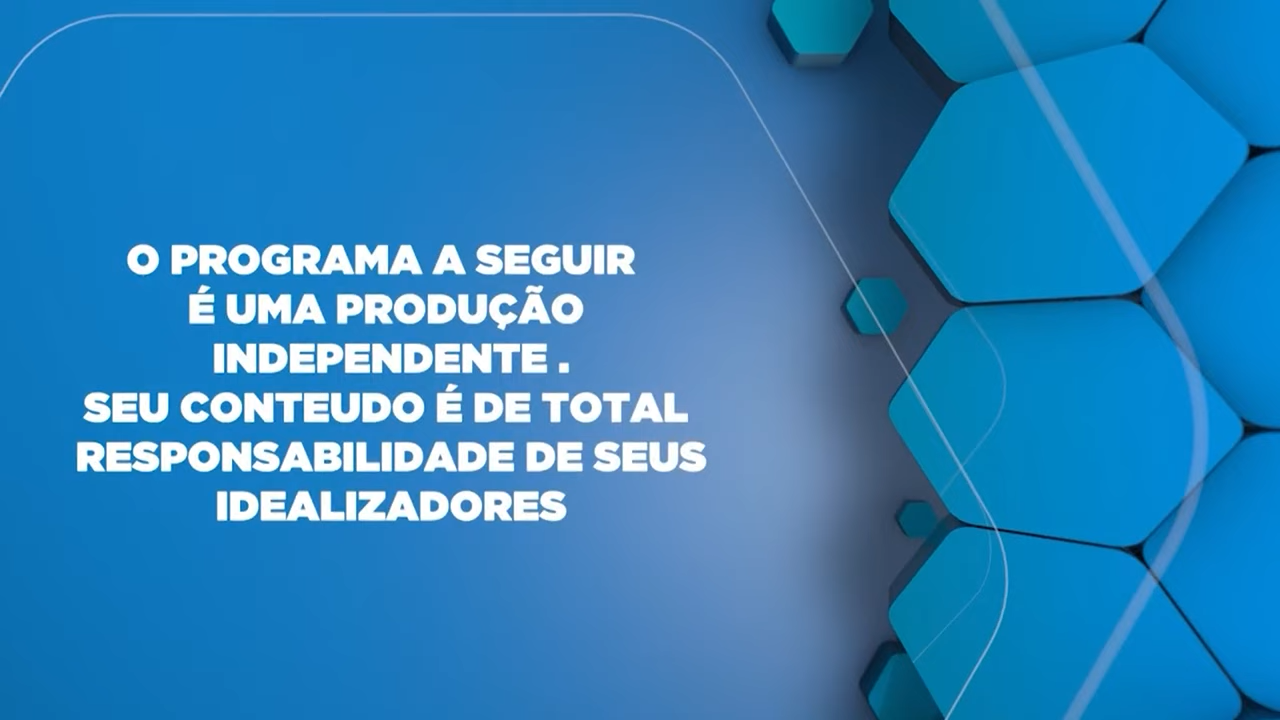 O PROGRAMA A SEGUIR
É UMA PRODUÇÃO
INDEPENDENTE .
SEU CONTEUDO É DE TOTAL
RESPONSABILIDADE DE SEUS
IDEALIZADORES